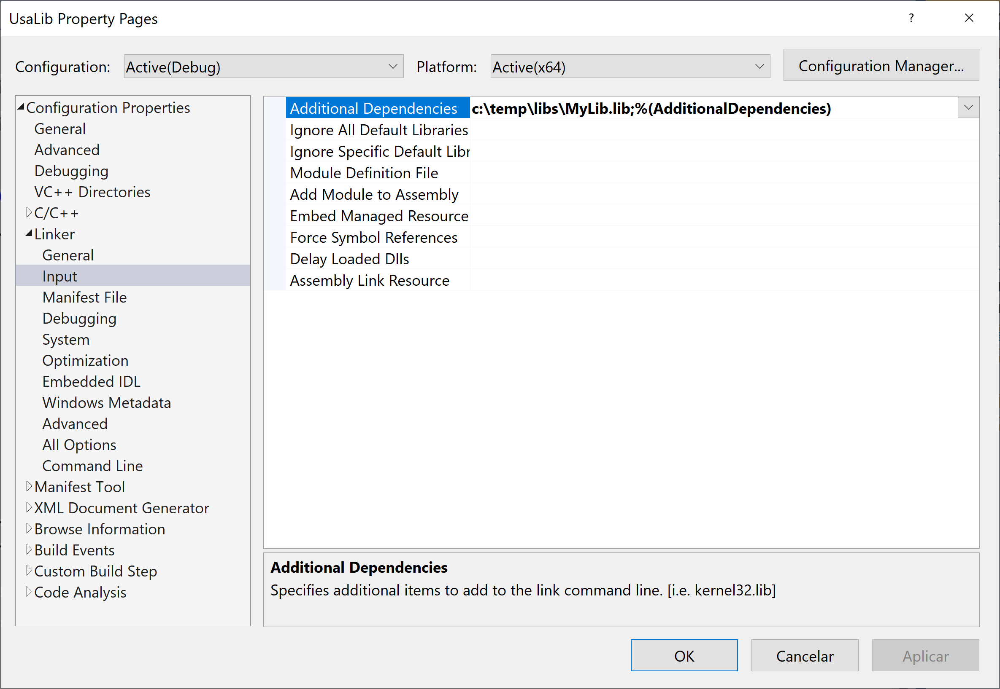 UsaLib Property Pages
Configuration: Active(Debug) Platform: Active(x64) Configuration Manager...
Configuration Properties
General
Advanced
Debugging
VC++ Directories
C/C++
Linker
General
Input
Manifest File
Debugging
System
Optimization
Embedded IDL
Windows Metadata
Advanced
All Options
Command Line
Manifest Tool
XML Document Generator
Browse Information
Build Events
Custom Build Step
Code Analysis
Additional Dependencies c:\temp\libs\MyLib.lib;%(AdditionalDependencies)
Ignore All Default Libraries
Ignore Specific Default Libr
Module Definition File
Add Module to Assembly
Embed Managed Resource
Force Symbol References
Delay Loaded Dlls
Assembly Link Resource
Additional Dependencies
Specifies additional items to add to the link command line. [i.e. kernel32.lib]
OK Cancelar Aplicar